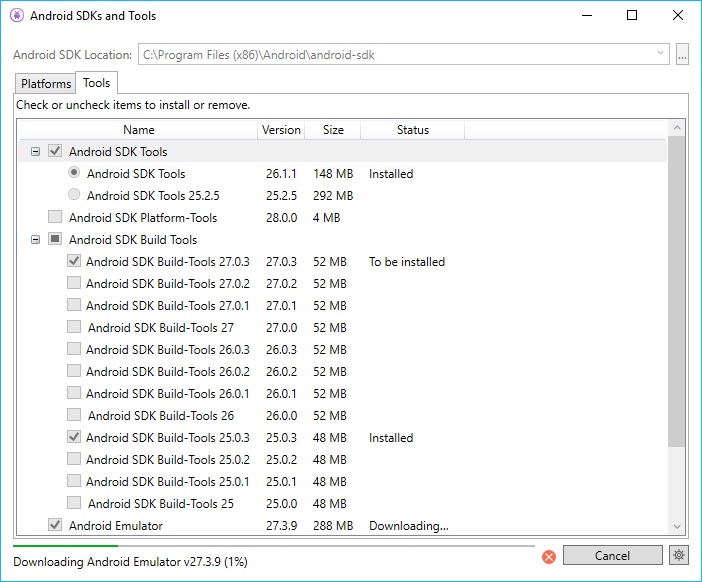 Android SDKs and Tools
Android SDK Location: C:\Program Files (x86)\Android\android-sdk ...
Platforms Tools
Check or uncheck items to install or remove.
Name Version Size Status
Android SDK Tools
Android SDK Tools 26.1.1 148 MB Installed
Android SDK Tools 25.2.5 25.2.5 292 MB
Android SDK Platform-Tools 28.0.0 4 MB
Android SDK Build Tools
Android SDK Build-Tools 27.0.3 27.0.3 52 MB To be installed
Android SDK Build-Tools 27.0.2 27.0.2 52 MB
Android SDK Build-Tools 27.0.1 27.0.1 52 MB
Android SDK Build-Tools 27 27.0.0 52 MB
Android SDK Build-Tools 26.0.3 26.0.3 52 MB
Android SDK Build-Tools 26.0.2 26.0.2 52 MB
Android SDK Build-Tools 26.0.1 26.0.1 52 MB
Android SDK Build-Tools 26 26.0.0 52 MB
Android SDK Build-Tools 25.0.3 25.0.3 48 MB Installed
Android SDK Build-Tools 25.0.2 25.0.2 48 MB
Android SDK Build-Tools 25.0.1 25.0.1 48 MB
Android SDK Build-Tools 25 25.0.0 48 MB
Android Emulator 27.3.9 288 MB Downloading...
Downloading Android Emulator v27.3.9 (1%) Cancel